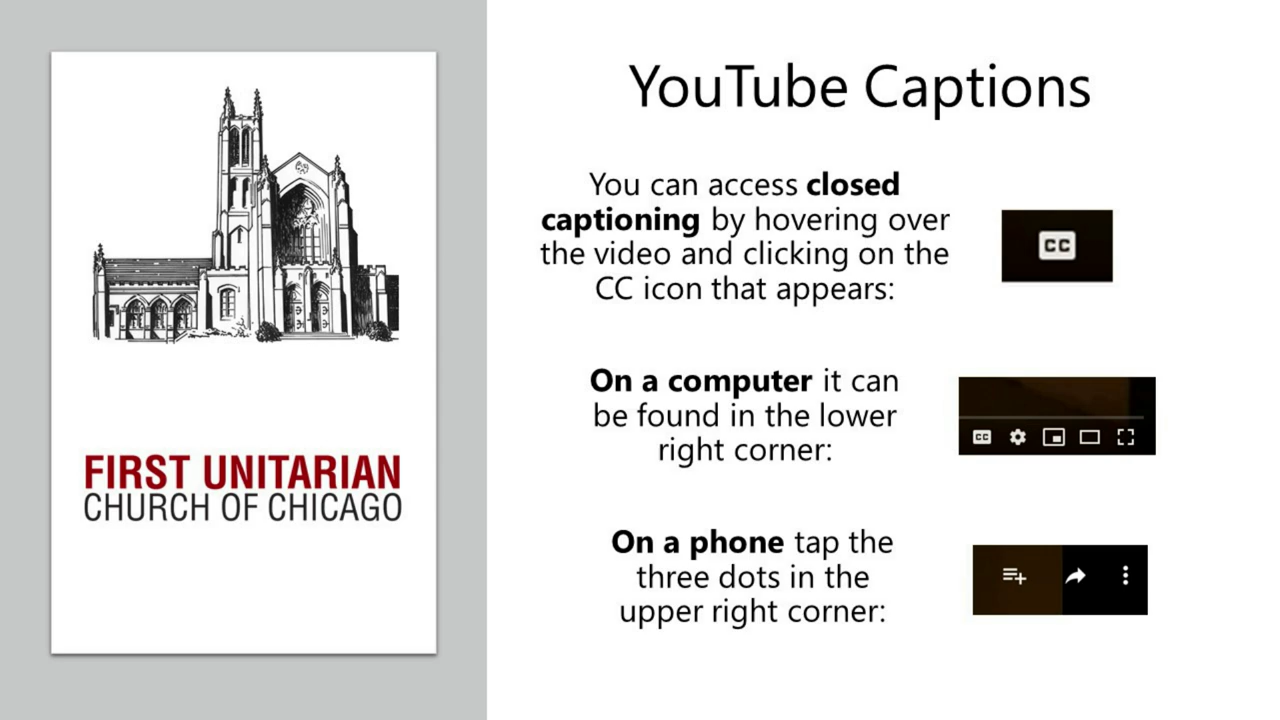 FIRST UNITARIAN
CHURCH OF CHICAGO
YouTube Captions
You can access closed
captioning by hovering over
the video and clicking on the
CC icon that appears:
CC
On a computer it can
be found in the lower
right corner:
CC
On a phone tap the
three dots in the
upper right corner: